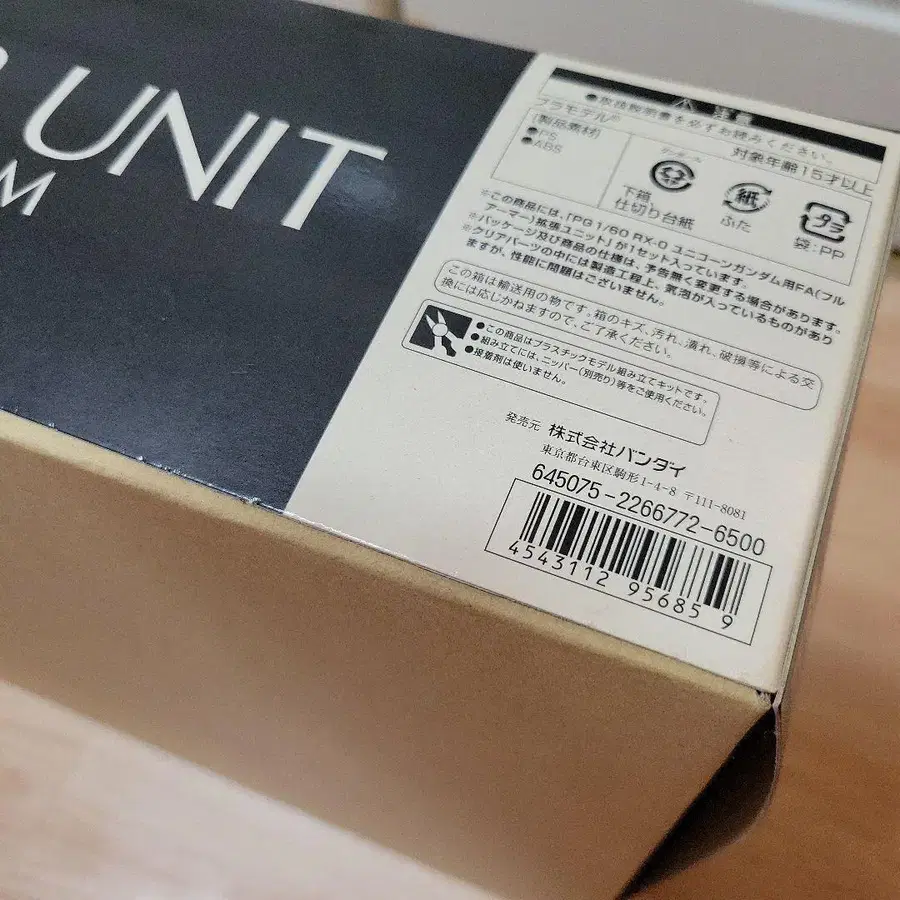 UNIT
M
⚠ 注意
●取扱説明書を必ずお読みください。
プラモデル®
対象年齢15才以上
(製品素材)
●PS
●ABS
ダンボール
下箱
仕切り台紙
紙
ふた
プラ
袋:PP
※この商品には、「PG 1/60 RX-0 ユニコーンガンダム用FA(フル
アーマー)拡張ユニット」が1セット入っています。
※パッケージ及び商品の仕様は、予告無く変更する場合があります。
※クリアパーツの中には製造工程上、気泡が入っているものがあり
ますが、性能に問題はございません。
この箱は輸送用の物です。箱のキズ、汚れ、潰れ、破損等による交
換には応じかねますので、ご了承ください。
●この商品はプラスチックモデル組み立てキットです。
●組み立てには、ニッパー(別売り)等をご使用ください。
●接着剤は使いません。
発売元 株式会社バンダイ
東京都台東区駒形1-4-8 〒111-8081
645075-2266772-6500
4543112 956859